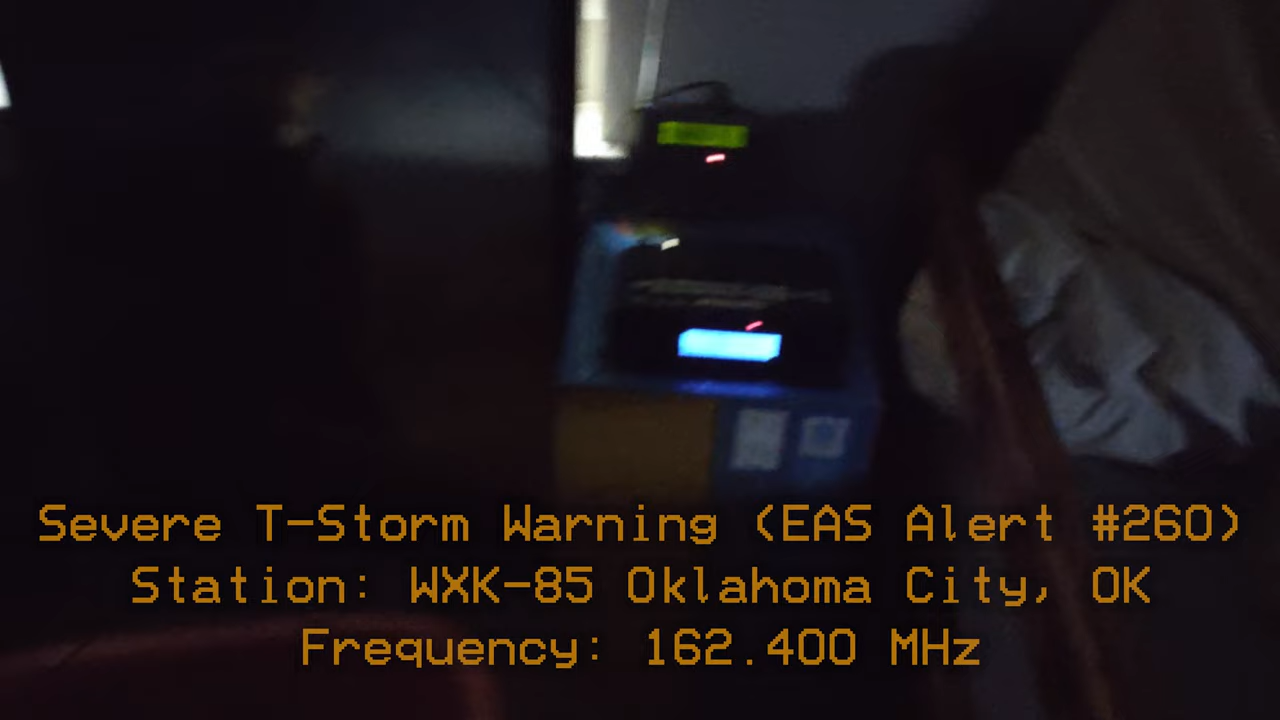 Severe T-Storm Warning (EAS Alert #260)
Station: WXK-85 Oklahoma City, OK
Frequency: 162.400 MHz